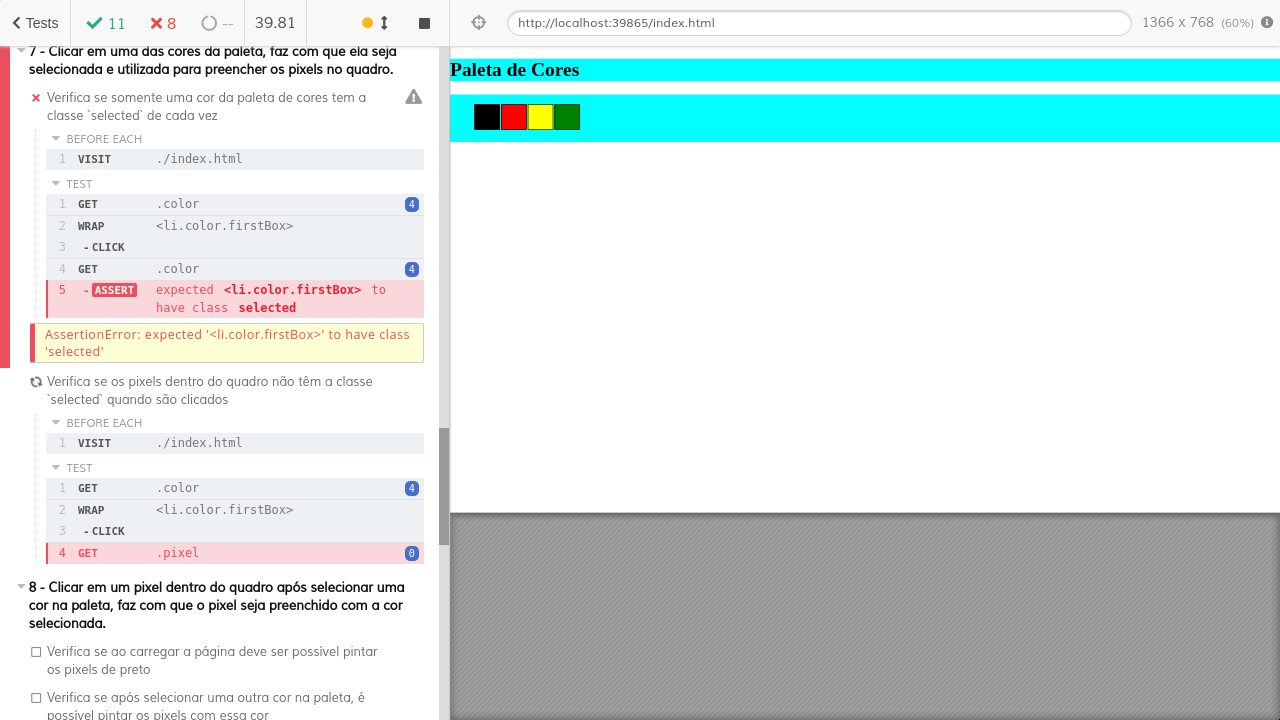 Tests
11
8
--
39.81
http://localhost:39865/index.html
1366 x 768 (60%)
7 - Clicar em uma das cores da paleta, faz com que ela seja
selecionada e utilizada para preencher os pixels no quadro.
Verifica se somente uma cor da paleta de cores tem a
classe `selected` de cada vez
BEFORE EACH
1 VISIT ./index.html
TEST
1 GET .color 4
2 WRAP <li.color.firstBox>
3 -CLICK
4 GET .color 4
5 -ASSERT expected <li.color.firstBox> to
have class selected
AssertionError: expected '<li.color.firstBox>' to have class
'selected'
Verifica se os pixels dentro do quadro não têm a classe
`selected` quando são clicados
BEFORE EACH
1 VISIT ./index.html
TEST
1 GET .color 4
2 WRAP <li.color.firstBox>
3 -CLICK
4 GET .pixel 0
8 - Clicar em um pixel dentro do quadro após selecionar uma
cor na paleta, faz com que o pixel seja preenchido com a cor
selecionada.
Verifica se ao carregar a página deve ser possível pintar
os pixels de preto
Verifica se após selecionar uma outra cor na paleta, é
possível pintar os pixels com essa cor
Paleta de Cores